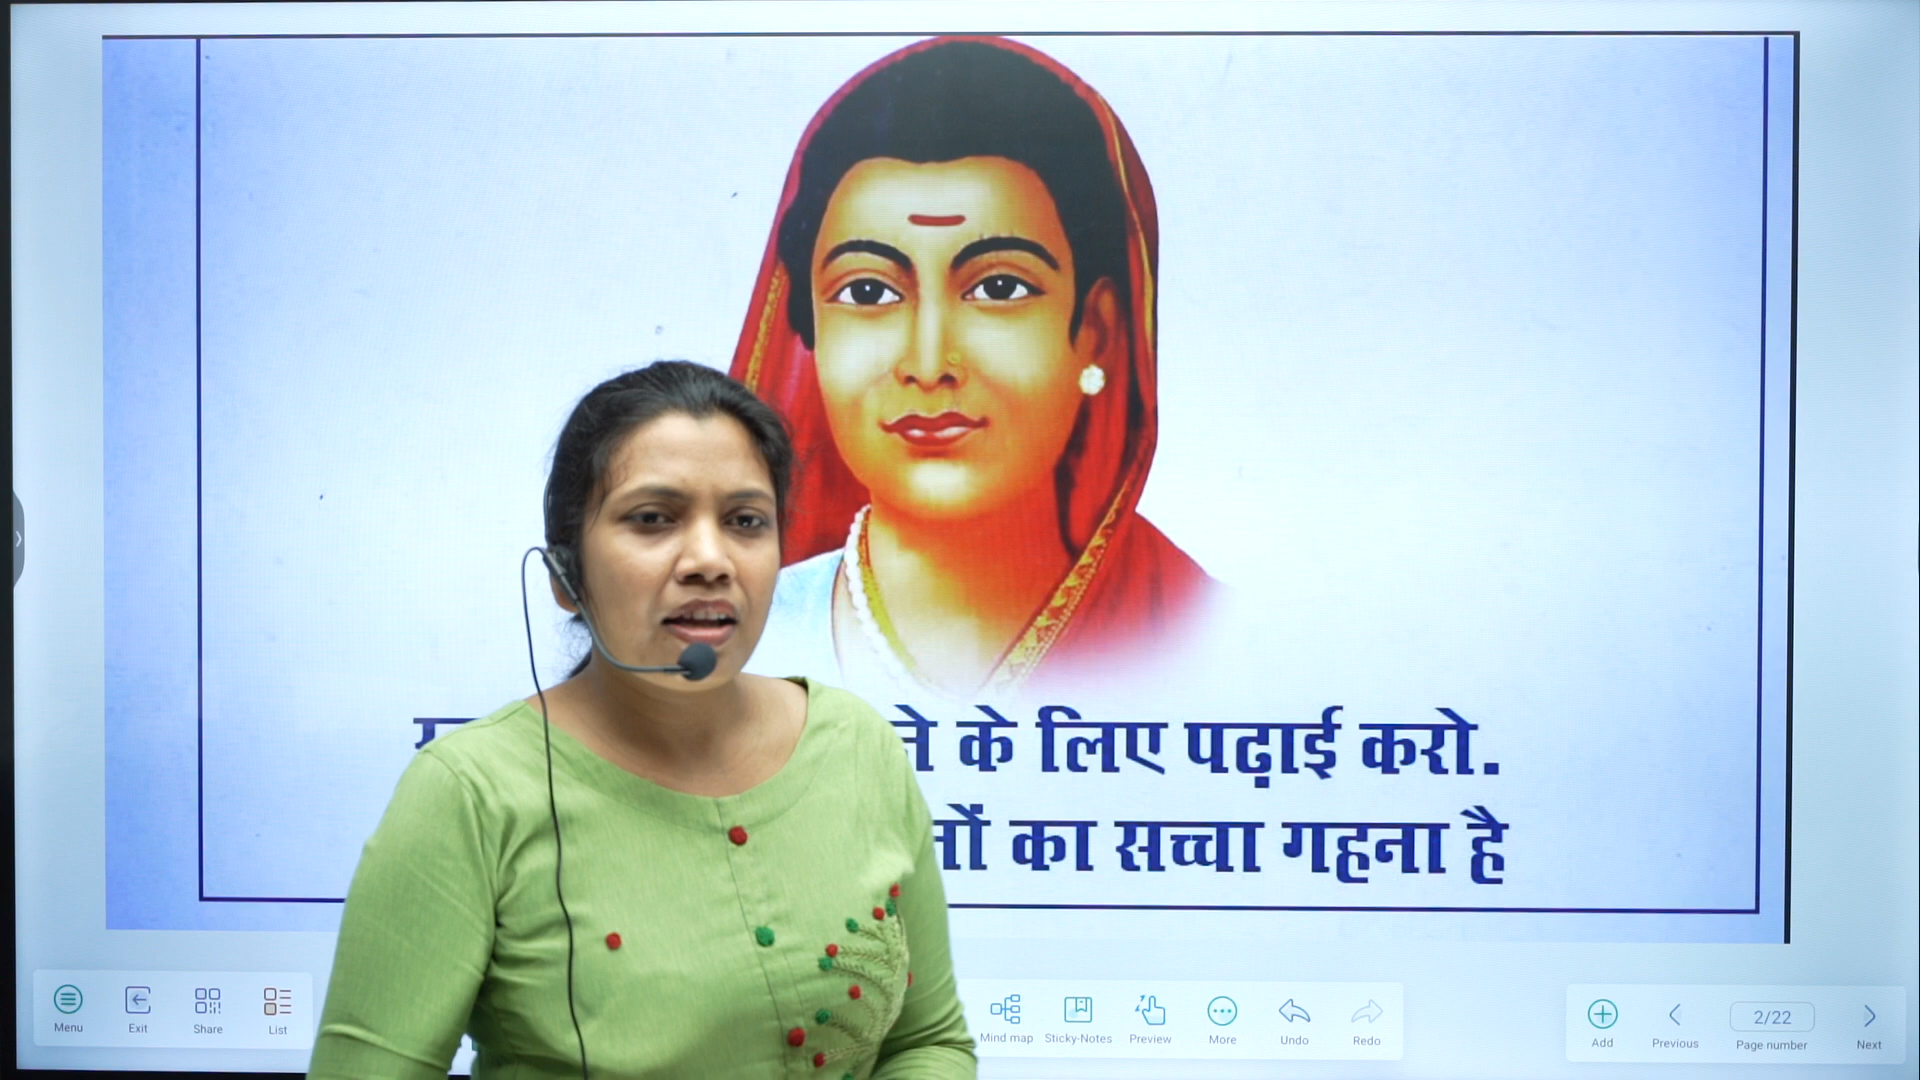 के लिए पढ़ाई करो.
का सच्चा गहना है
Menu
Exit
Share
List
Mind map
Sticky-Notes
Preview
More
Undo
Redo
Add
Previous
2/22
Page number
Next